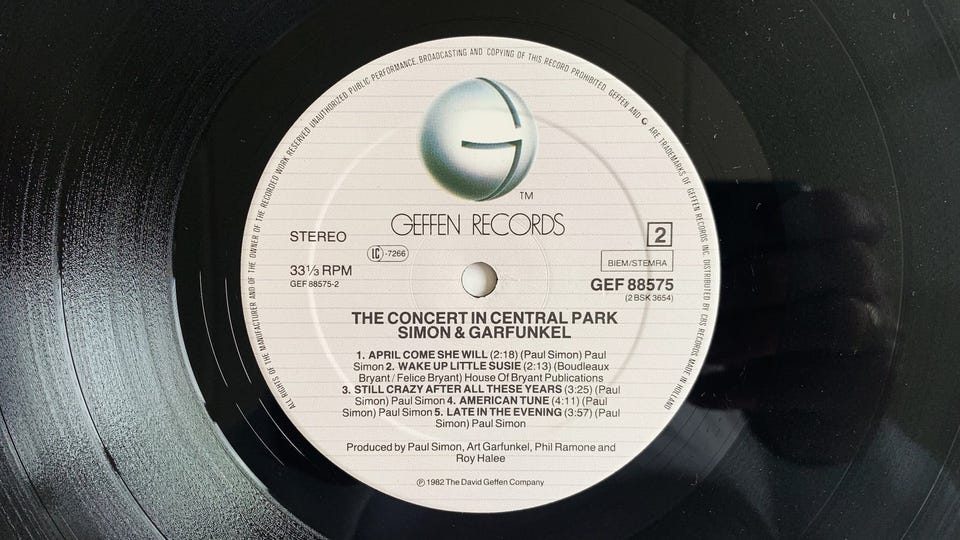 ALL RIGHTS OF THE MANUFACTURER AND OF THE OWNER OF THE RECORDED WORK RESERVED UNAUTHORIZED PUBLIC PERFORMANCE, BROADCASTING AND COPYING OF THIS RECORD PROHIBITED. GEFFEN AND G ARE TRADEMARKS OF GEFFEN RECORDS INC. DISTRIBUTED BY CBS RECORDS MADE IN HOLLAND
G
TM
GEFFEN RECORDS
STEREO
LC -7266
2
33⅓ RPM
BIEM/STEMRA
GEF 88575-2
GEF 88575
(2 BSK 3654)
THE CONCERT IN CENTRAL PARK
SIMON & GARFUNKEL
1. APRIL COME SHE WILL (2:18) (Paul Simon) Paul
Simon 2. WAKE UP LITTLE SUSIE (2:13) (Boudleaux
Bryant / Felice Bryant) House Of Bryant Publications
3. STILL CRAZY AFTER ALL THESE YEARS (3:25) (Paul
Simon) Paul Simon 4. AMERICAN TUNE (4:11) (Paul
Simon) Paul Simon 5. LATE IN THE EVENING (3:57) (Paul
Simon) Paul Simon
Produced by Paul Simon, Art Garfunkel, Phil Ramone and
Roy Halee
℗ 1982 The David Geffen Company